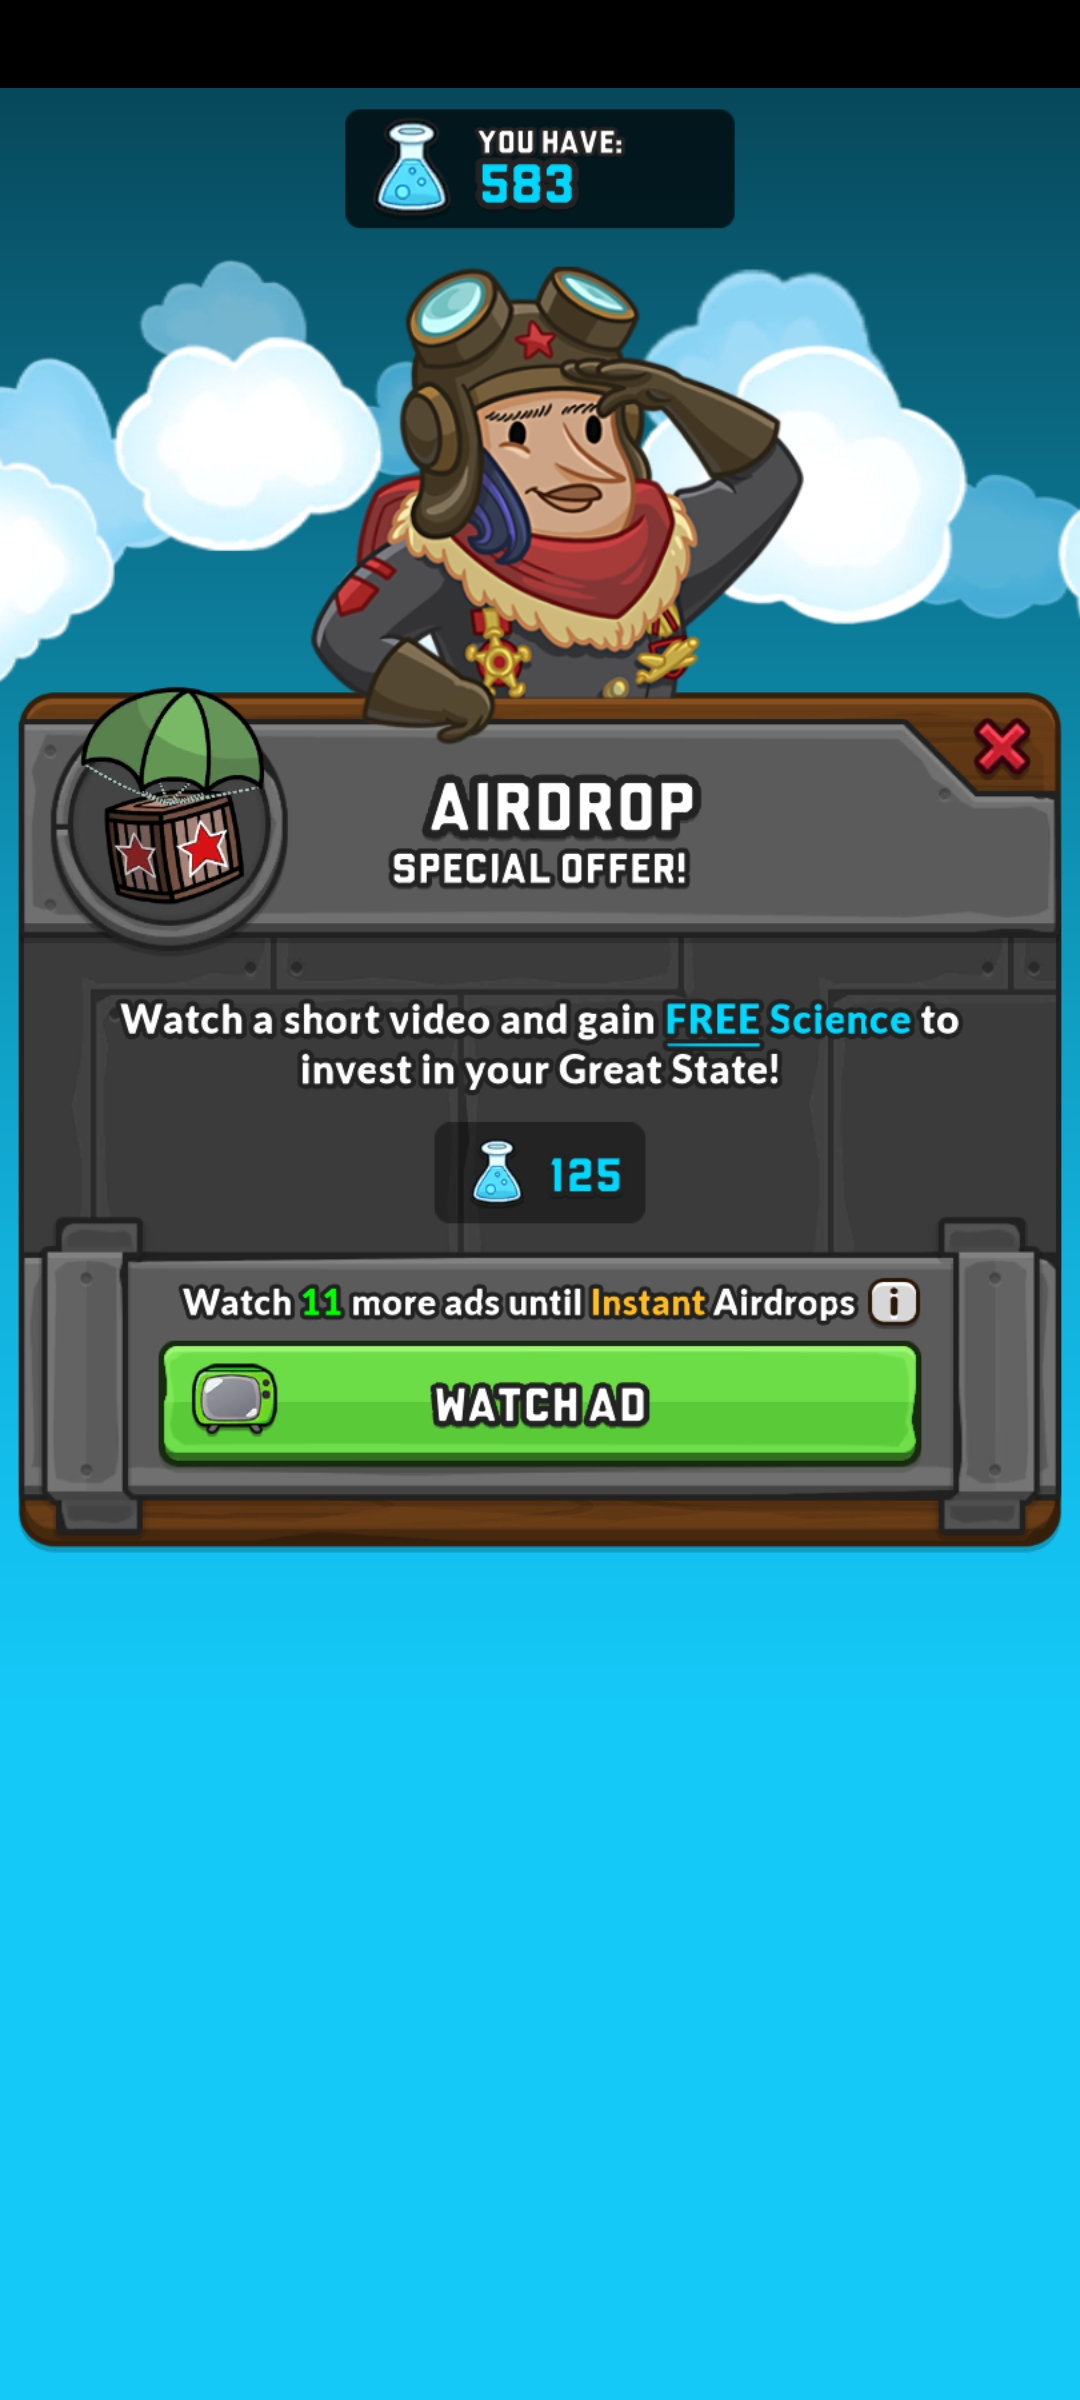 YOU HAVE:
583
AIRDROP
SPECIAL OFFER!
Watch a short video and gain FREE Science to
invest in your Great State!
125
Watch 11 more ads until Instant Airdrops i
WATCH AD